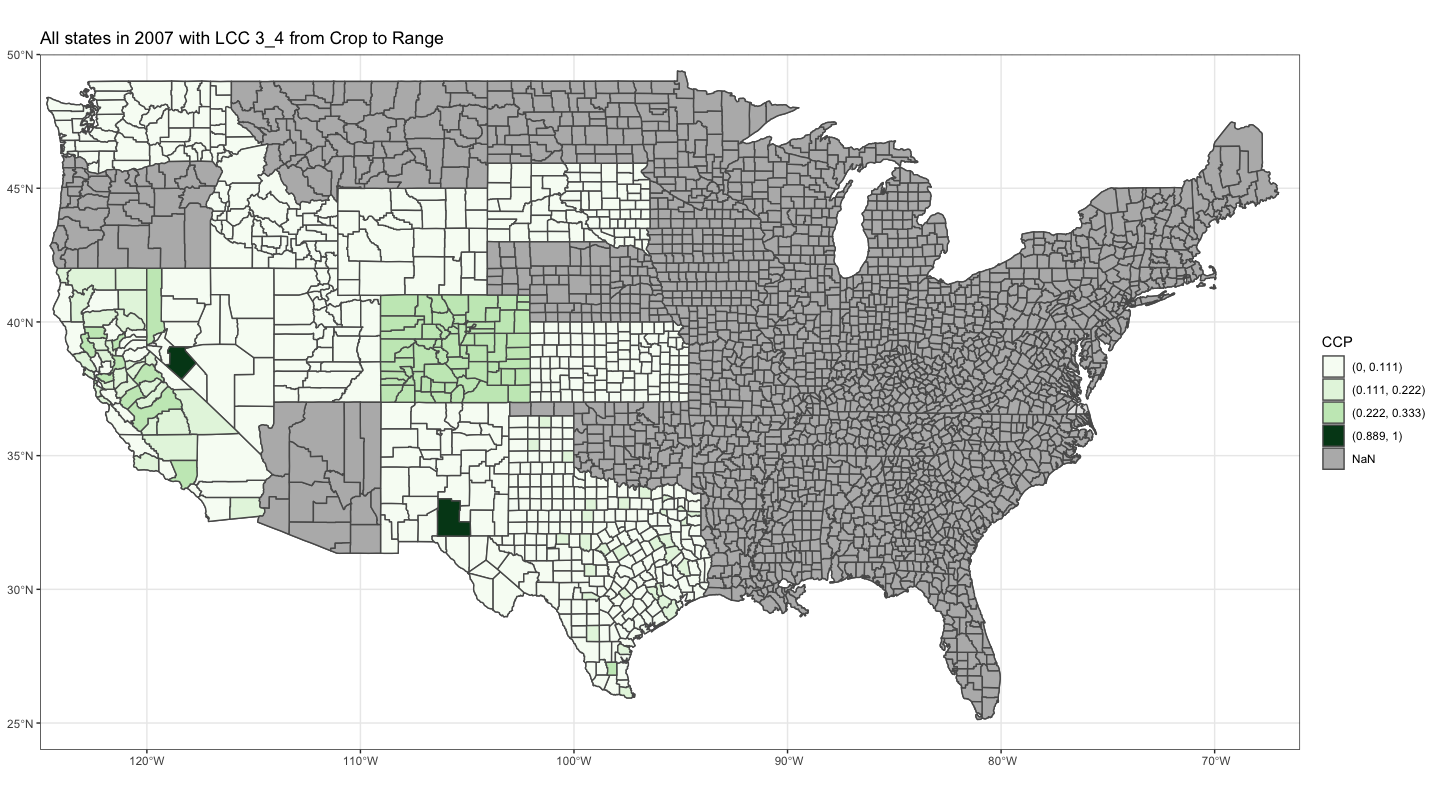 All states in 2007 with LCC 3_4 from Crop to Range
50°N
45°N
40°N
35°N
30°N
25°N
120°W
110°W
100°W
90°W
80°W
70°W
CCP
(0, 0.111)
(0.111, 0.222)
(0.222, 0.333)
(0.889, 1)
NaN